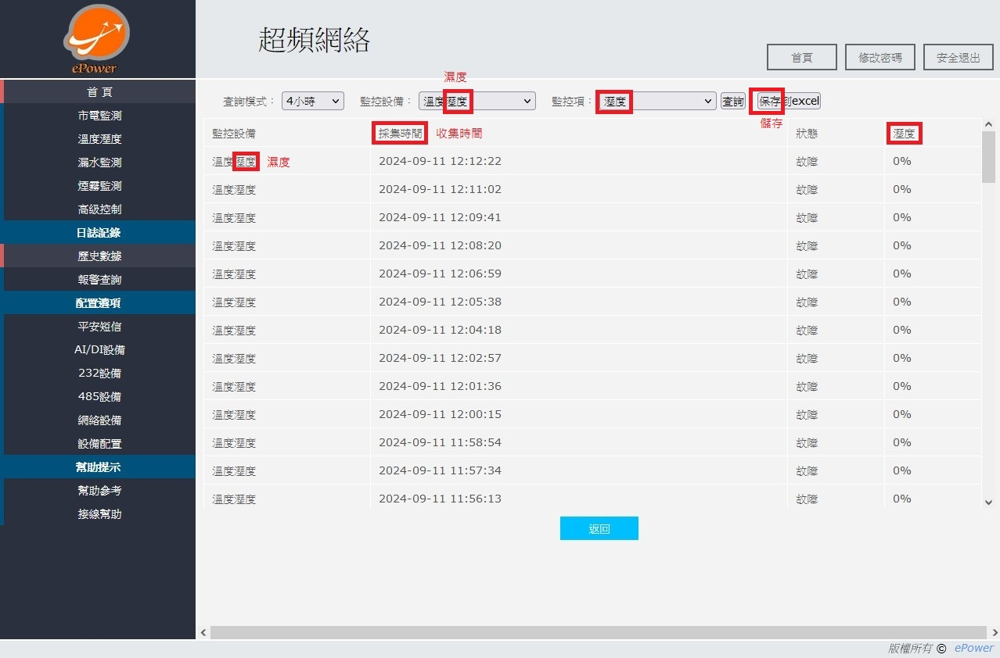 ePower
超頻網絡
首頁 修改密碼 安全退出
首 頁
市電監測
溫度溼度
漏水監測
煙霧監測
高級控制
日誌記錄
歷史數據
報警查詢
配置選項
平安短信
AI/DI設備
232設備
485設備
網絡設備
設備配置
幫助提示
幫助參考
接線幫助
濕度
查詢模式： 4小時 監控設備： 溫度溼度 監控項： 溼度 查詢 保存到excel
儲存
監控設備 採集時間 收集時間 狀態 溼度
溫度溼度 濕度 2024-09-11 12:12:22 故障 0%
溫度溼度 2024-09-11 12:11:02 故障 0%
溫度溼度 2024-09-11 12:09:41 故障 0%
溫度溼度 2024-09-11 12:08:20 故障 0%
溫度溼度 2024-09-11 12:06:59 故障 0%
溫度溼度 2024-09-11 12:05:38 故障 0%
溫度溼度 2024-09-11 12:04:18 故障 0%
溫度溼度 2024-09-11 12:02:57 故障 0%
溫度溼度 2024-09-11 12:01:36 故障 0%
溫度溼度 2024-09-11 12:00:15 故障 0%
溫度溼度 2024-09-11 11:58:54 故障 0%
溫度溼度 2024-09-11 11:57:34 故障 0%
溫度溼度 2024-09-11 11:56:13 故障 0%
返回
版權所有 © ePower